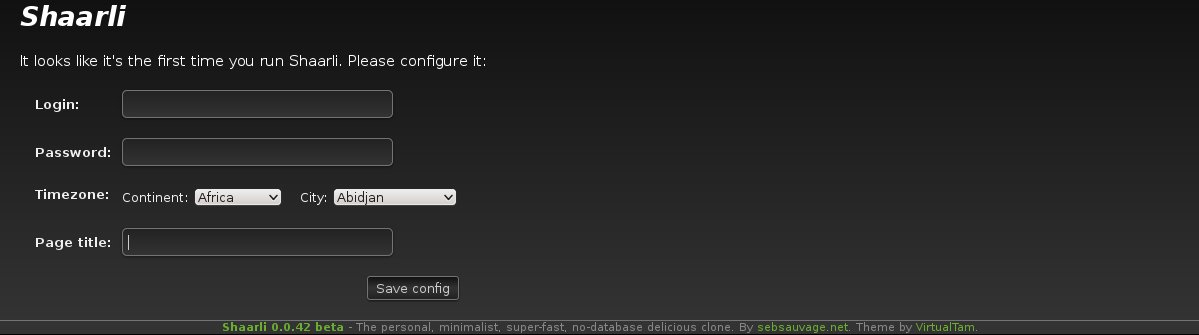 Shaarli
It looks like it's the first time you run Shaarli. Please configure it:
Login:
Password:
Timezone: Continent: Africa City: Abidjan
Page title:
Save config
Shaarli 0.0.42 beta - The personal, minimalist, super-fast, no-database delicious clone. By sebsauvage.net. Theme by VirtualTam.